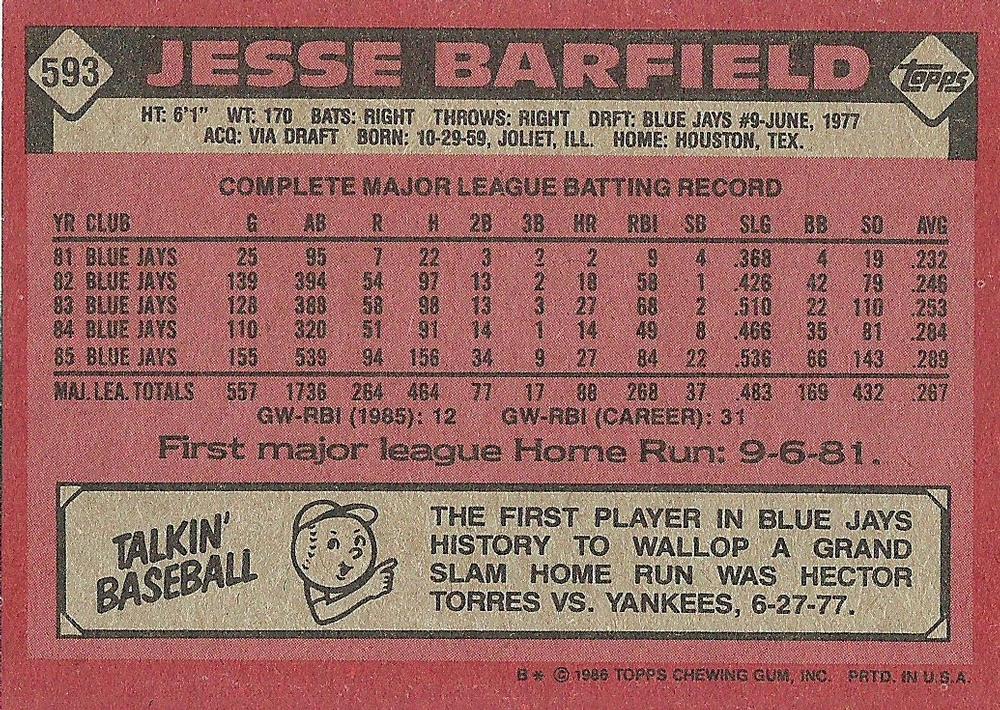 593 JESSE BARFIELD TOPPS
HT: 6'1" WT: 170 BATS: RIGHT THROWS: RIGHT DRFT: BLUE JAYS #9-JUNE, 1977
ACQ: VIA DRAFT BORN: 10-29-59, JOLIET, ILL. HOME: HOUSTON, TEX.
COMPLETE MAJOR LEAGUE BATTING RECORD
YR CLUB G AB R H 2B 3B HR RBI SB SLG BB SO AVG
81 BLUE JAYS 25 95 7 22 3 2 2 9 4 .368 4 19 .232
82 BLUE JAYS 139 394 54 97 13 2 18 58 1 .426 42 79 .246
83 BLUE JAYS 128 388 58 98 13 3 27 68 2 .510 22 110 .253
84 BLUE JAYS 110 320 51 91 14 1 14 49 8 .466 35 81 .284
85 BLUE JAYS 155 539 94 156 34 9 27 84 22 .536 66 143 .289
MAJ. LEA. TOTALS 557 1736 264 464 77 17 88 268 37 .483 169 432 .267
GW-RBI (1985): 12 GW-RBI (CAREER): 31
First major league Home Run: 9-6-81.
TALKIN'
BASEBALL
THE FIRST PLAYER IN BLUE JAYS
HISTORY TO WALLOP A GRAND
SLAM HOME RUN WAS HECTOR
TORRES VS. YANKEES, 6-27-77.
B* © 1986 TOPPS CHEWING GUM, INC. PRTD. IN U.S.A.